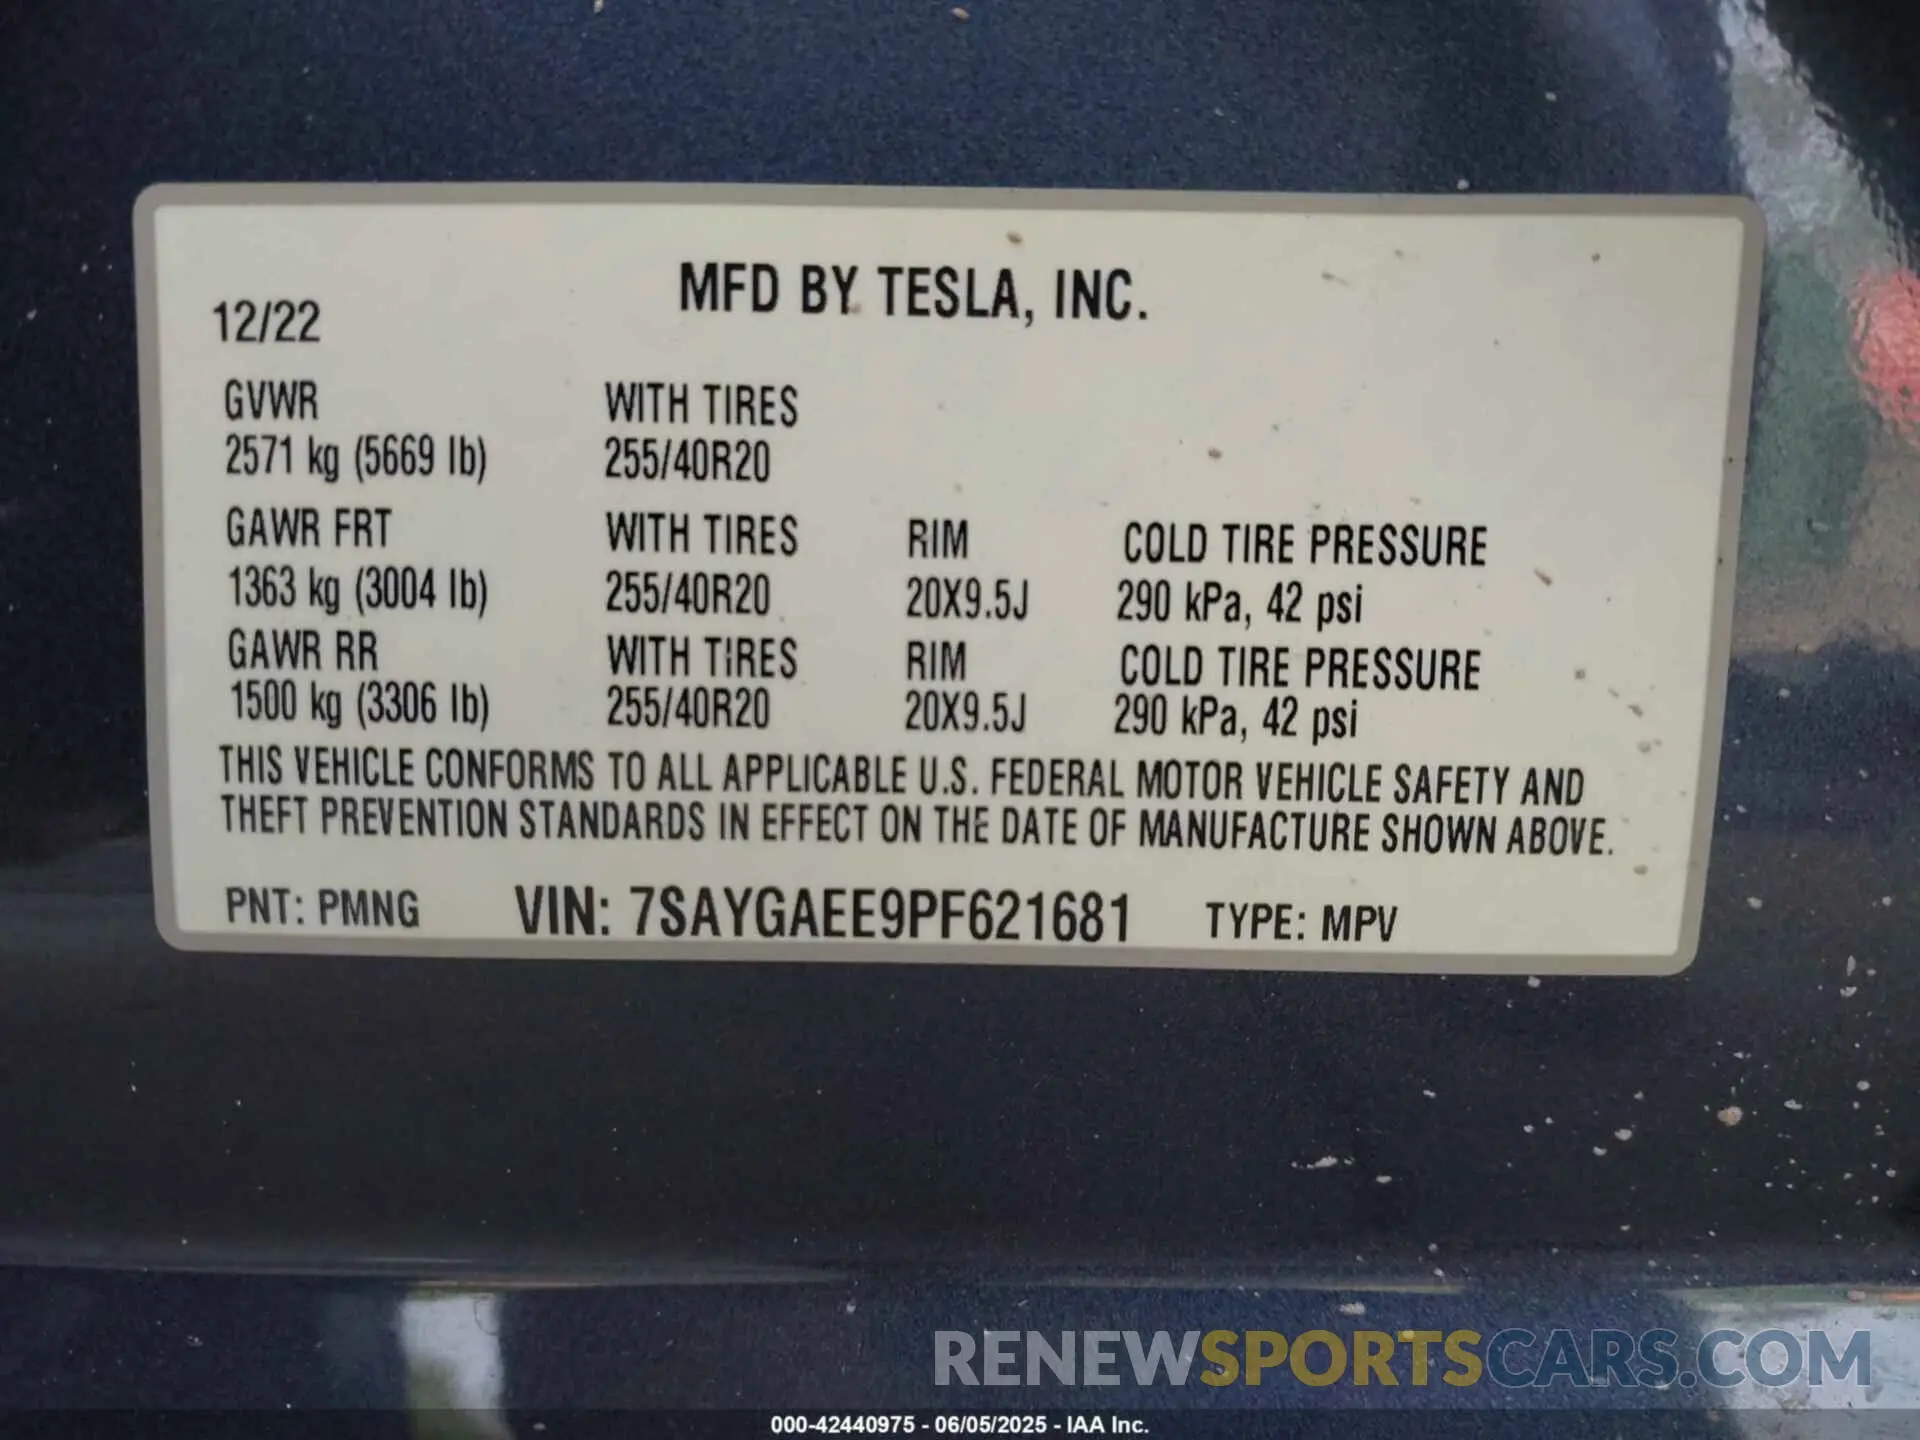 MFD BY TESLA, INC.
12/22
GVWR WITH TIRES
2571 kg (5669 lb) 255/40R20
GAWR FRT WITH TIRES RIM COLD TIRE PRESSURE
1363 kg (3004 lb) 255/40R20 20X9.5J 290 kPa, 42 psi
GAWR RR WITH TIRES RIM COLD TIRE PRESSURE
1500 kg (3306 lb) 255/40R20 20X9.5J 290 kPa, 42 psi
THIS VEHICLE CONFORMS TO ALL APPLICABLE U.S. FEDERAL MOTOR VEHICLE SAFETY AND
THEFT PREVENTION STANDARDS IN EFFECT ON THE DATE OF MANUFACTURE SHOWN ABOVE.
PNT: PMNG VIN: 7SAYGAEE9PF621681 TYPE: MPV
RENEWSPORTSCARS.COM
000-42440975 - 06/05/2025 - IAA Inc.